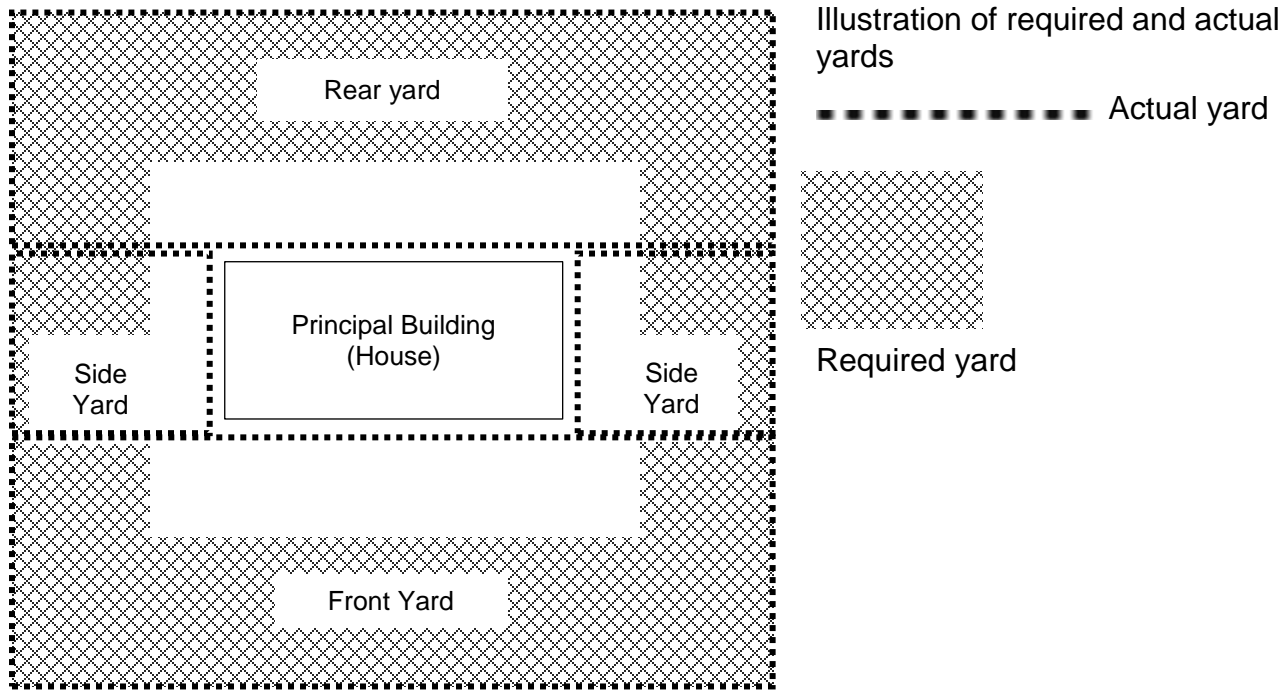 Illustration of required and actual
yards
Actual yard
Required yard
Rear yard
Principal Building
(House)
Side
Yard
Side
Yard
Front Yard